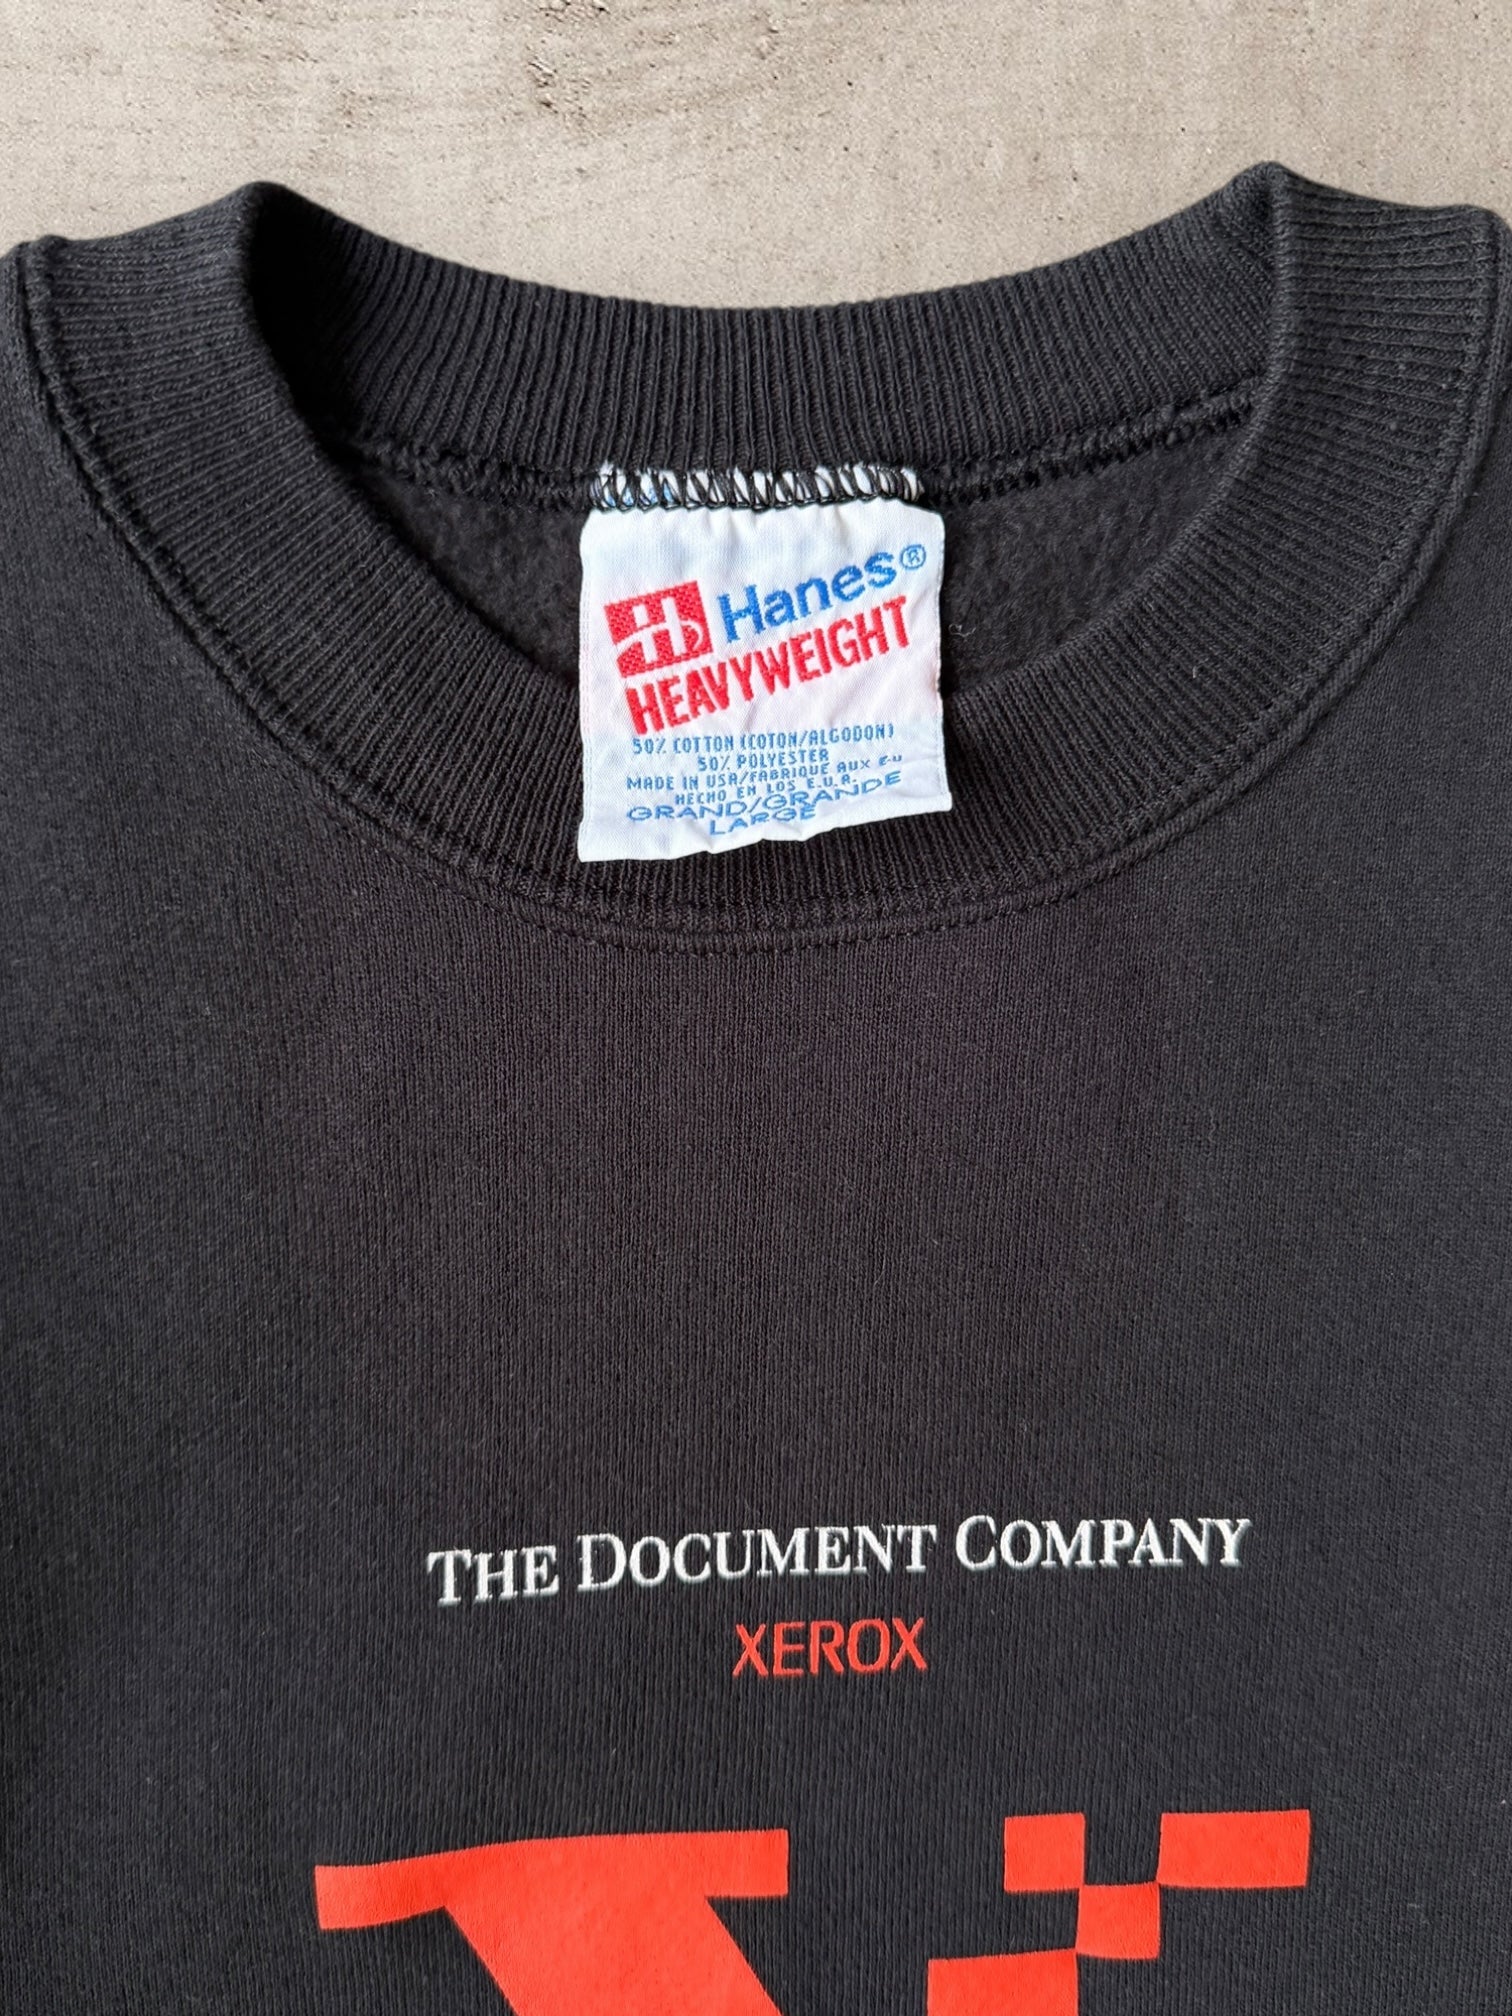 Hanes®
HEAVYWEIGHT
50% COTTON (COTON/ALGODON)
50% POLYESTER
MADE IN USA/FABRIQUE AUX E-U
HECHO EN LOS E.U.A.
GRAND/GRANDE
LARGE
THE DOCUMENT COMPANY
XEROX